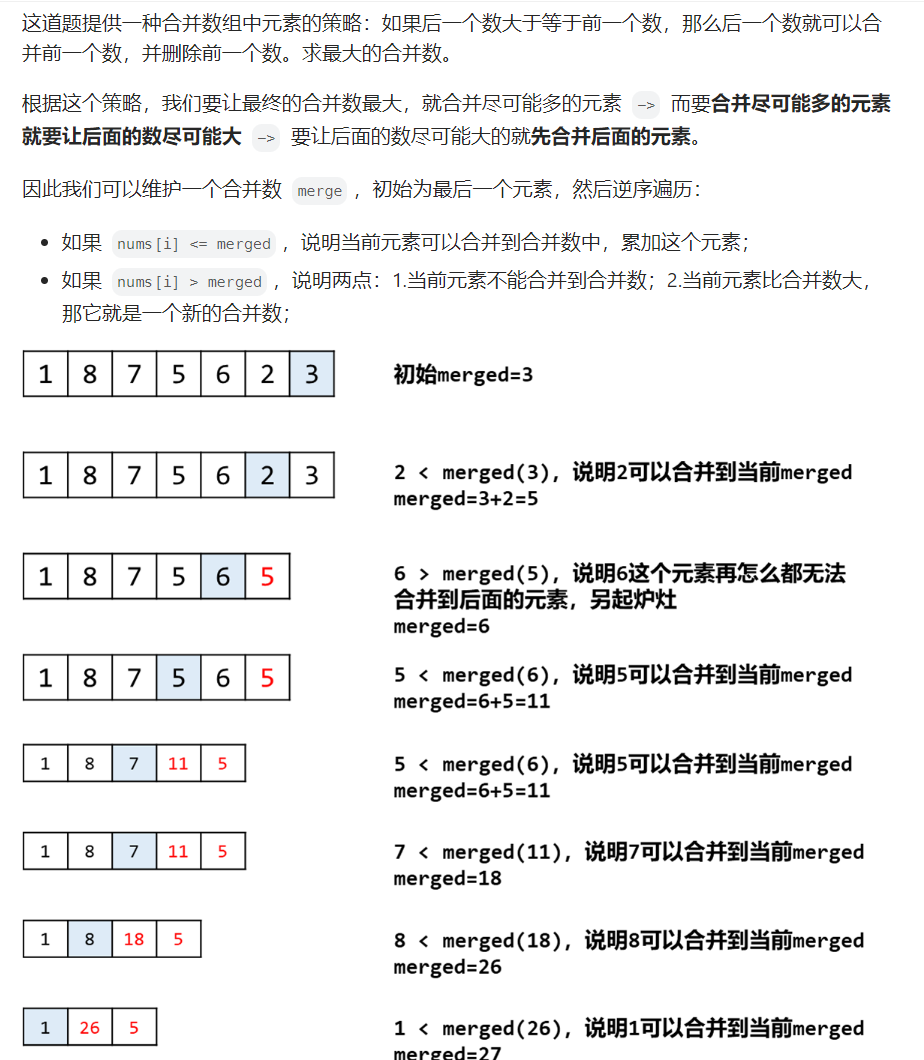 这道题提供一种合并数组中元素的策略：如果后一个数大于等于前一个数，那么后一个数就可以合
并前一个数，并删除前一个数。求最大的合并数。
根据这个策略，我们要让最终的合并数最大，就合并尽可能多的元素 -> 而要合并尽可能多的元素
就要让后面的数尽可能大 -> 要让后面的数尽可能大的就先合并后面的元素。
因此我们可以维护一个合并数 merge ，初始为最后一个元素，然后逆序遍历：
• 如果 nums[i] <= merged ，说明当前元素可以合并到合并数中，累加这个元素；
• 如果 nums[i] > merged ，说明两点：1.当前元素不能合并到合并数；2.当前元素比合并数大，
那它就是一个新的合并数；
1 8 7 5 6 2 3 初始merged=3
1 8 7 5 6 2 3 2 < merged(3)，说明2可以合并到当前merged
merged=3+2=5
1 8 7 5 6 5 6 > merged(5)，说明6这个元素再怎么都无法
合并到后面的元素，另起炉灶
merged=6
1 8 7 5 6 5 5 < merged(6)，说明5可以合并到当前merged
merged=6+5=11
1 8 7 11 5 5 < merged(6)，说明5可以合并到当前merged
merged=6+5=11
1 8 7 11 5 7 < merged(11)，说明7可以合并到当前merged
merged=18
1 8 18 5 8 < merged(18)，说明8可以合并到当前merged
merged=26
1 26 5 1 < merged(26)，说明1可以合并到当前merged
merged=27